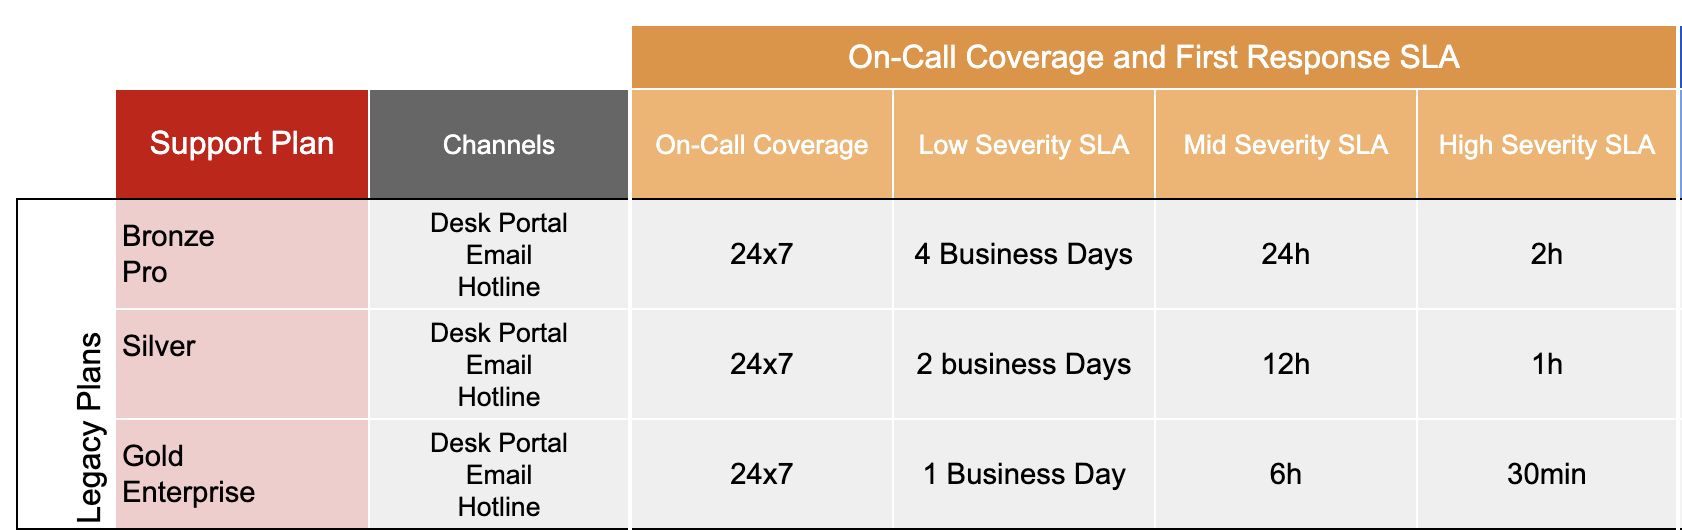 On-Call Coverage and First Response SLA
Support Plan
Channels
On-Call Coverage
Low Severity SLA
Mid Severity SLA
High Severity SLA
Legacy Plans
Bronze
Pro
Desk Portal
Email
Hotline
24x7
4 Business Days
24h
2h
Silver
Desk Portal
Email
Hotline
24x7
2 business Days
12h
1h
Gold
Enterprise
Desk Portal
Email
Hotline
24x7
1 Business Day
6h
30min